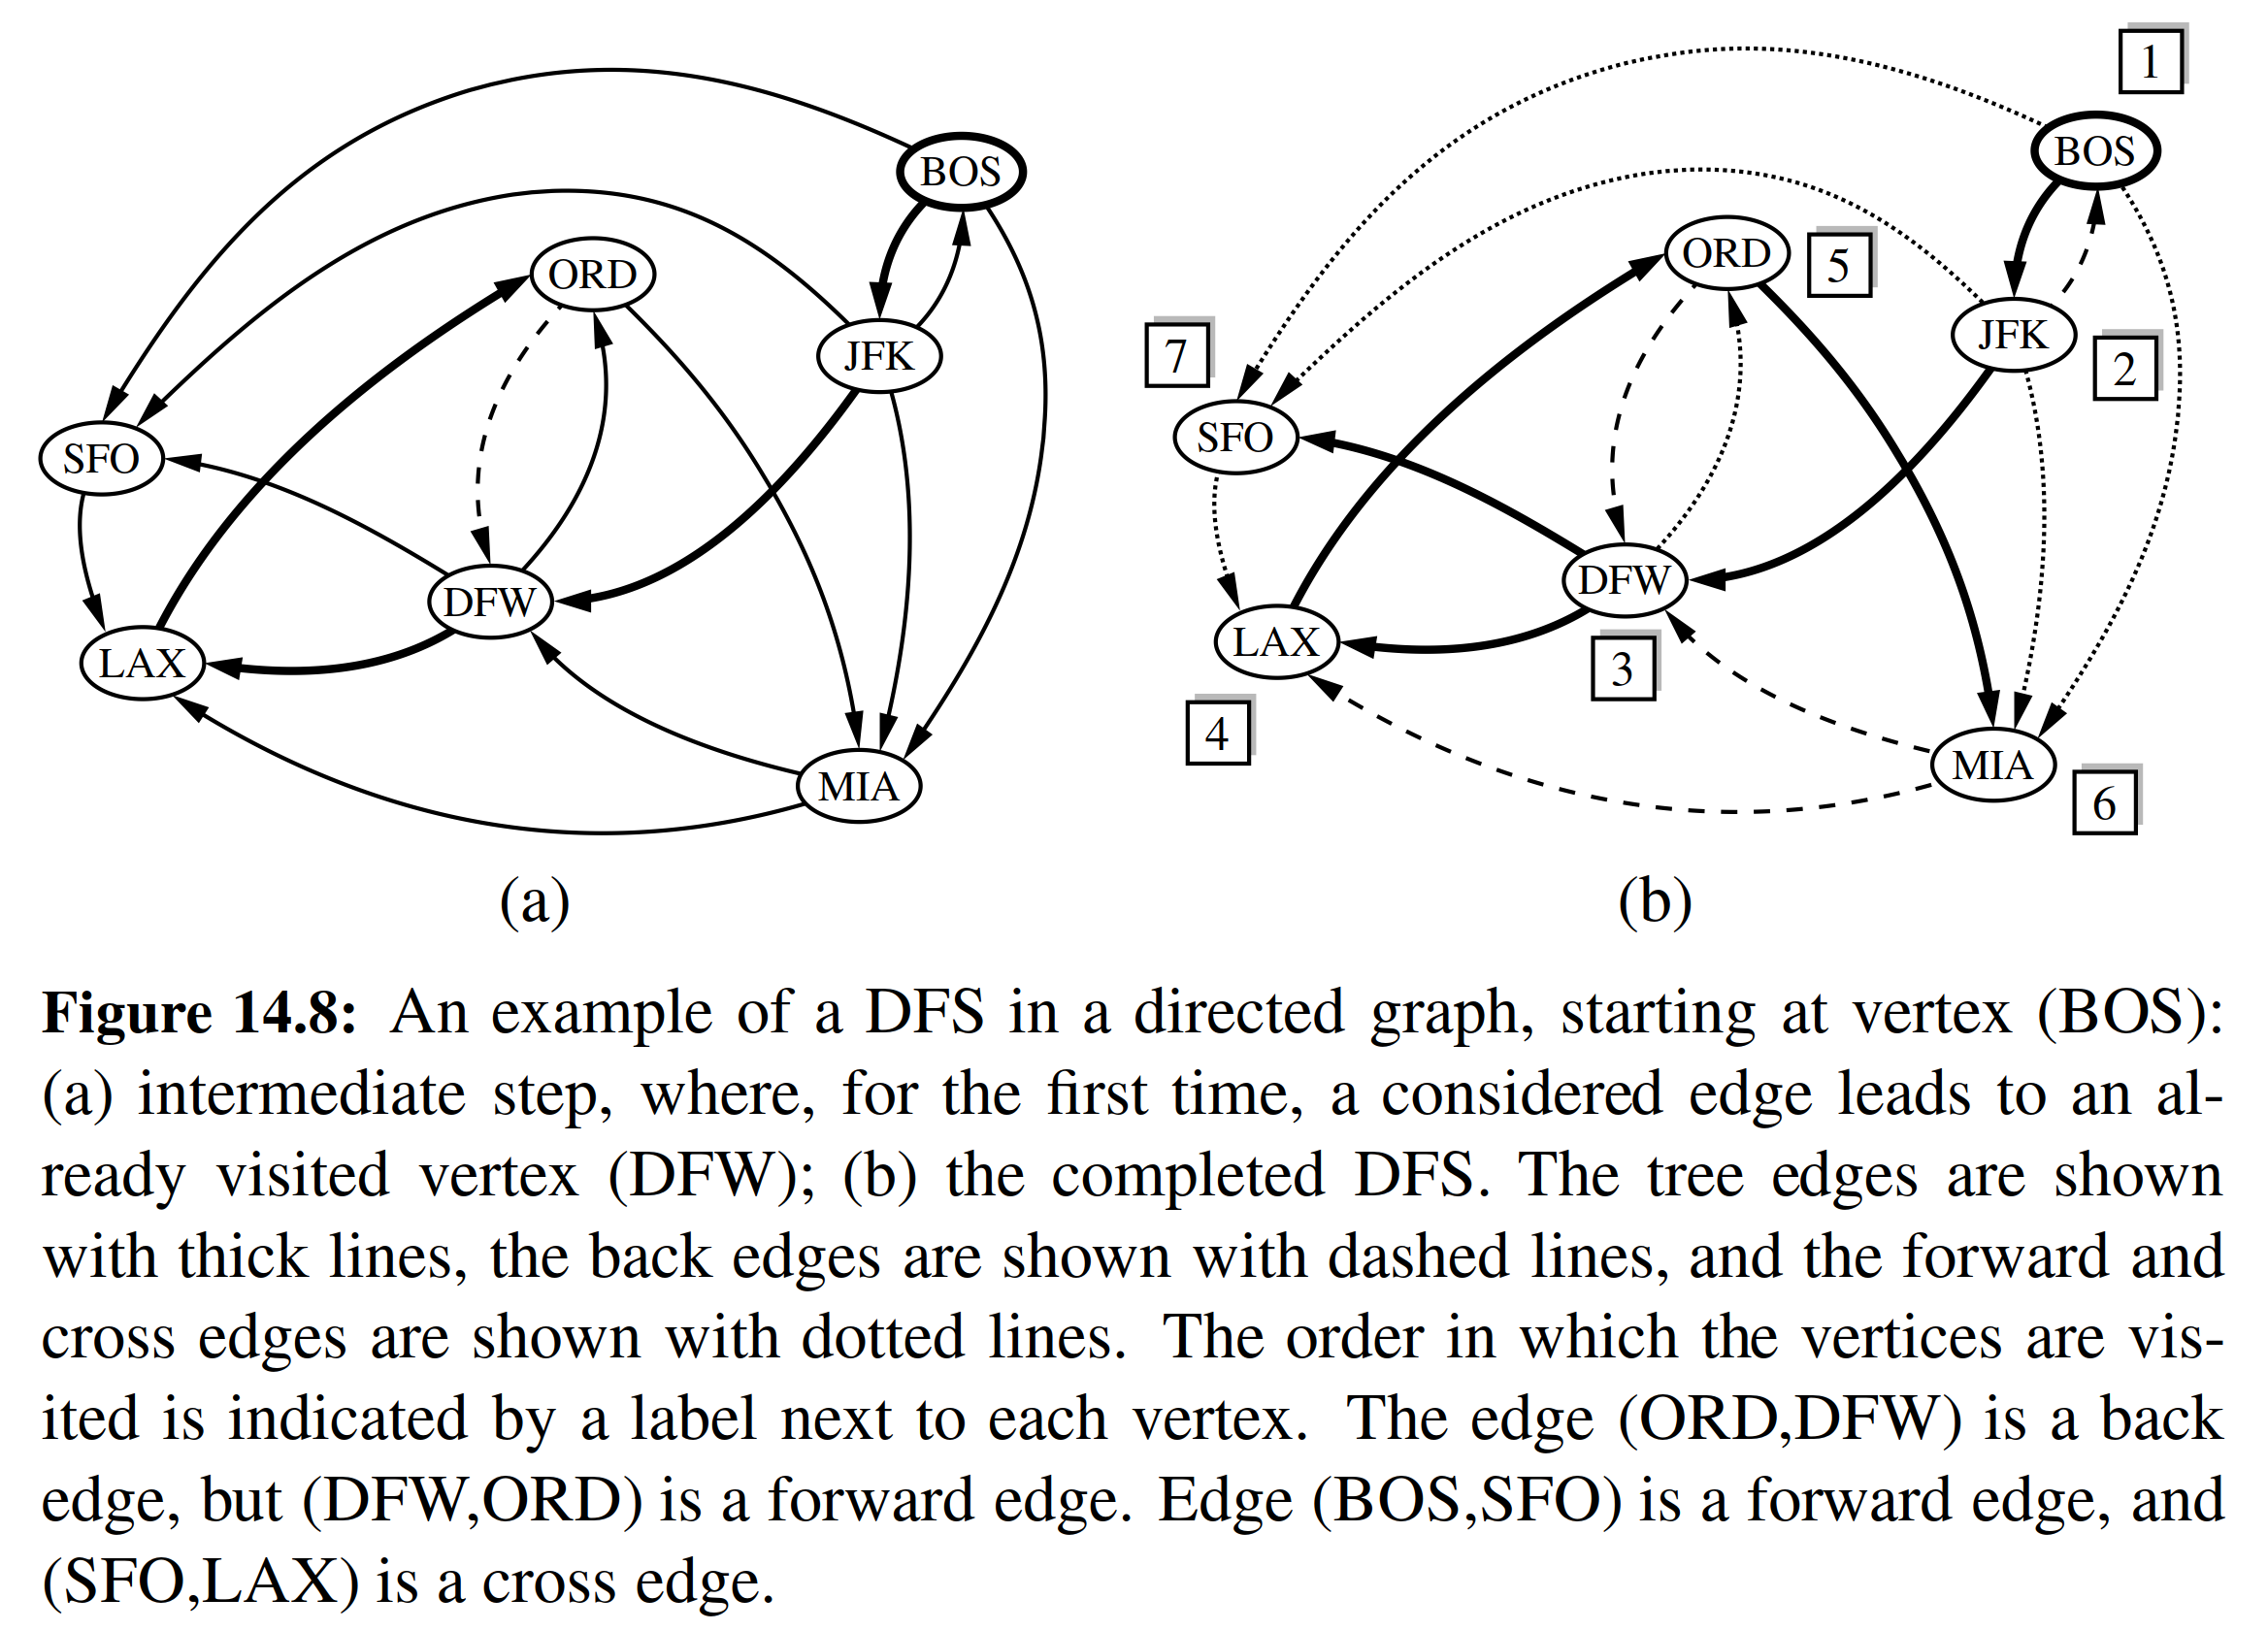 BOS
ORD
JFK
SFO
DFW
LAX
MIA
(a)
1
BOS
ORD
5
JFK
7
2
SFO
DFW
LAX
3
4
MIA
6
(b)
Figure 14.8: An example of a DFS in a directed graph, starting at vertex (BOS):
(a) intermediate step, where, for the first time, a considered edge leads to an al-
ready visited vertex (DFW); (b) the completed DFS. The tree edges are shown
with thick lines, the back edges are shown with dashed lines, and the forward and
cross edges are shown with dotted lines. The order in which the vertices are vis-
ited is indicated by a label next to each vertex. The edge (ORD,DFW) is a back
edge, but (DFW,ORD) is a forward edge. Edge (BOS,SFO) is a forward edge, and
(SFO,LAX) is a cross edge.